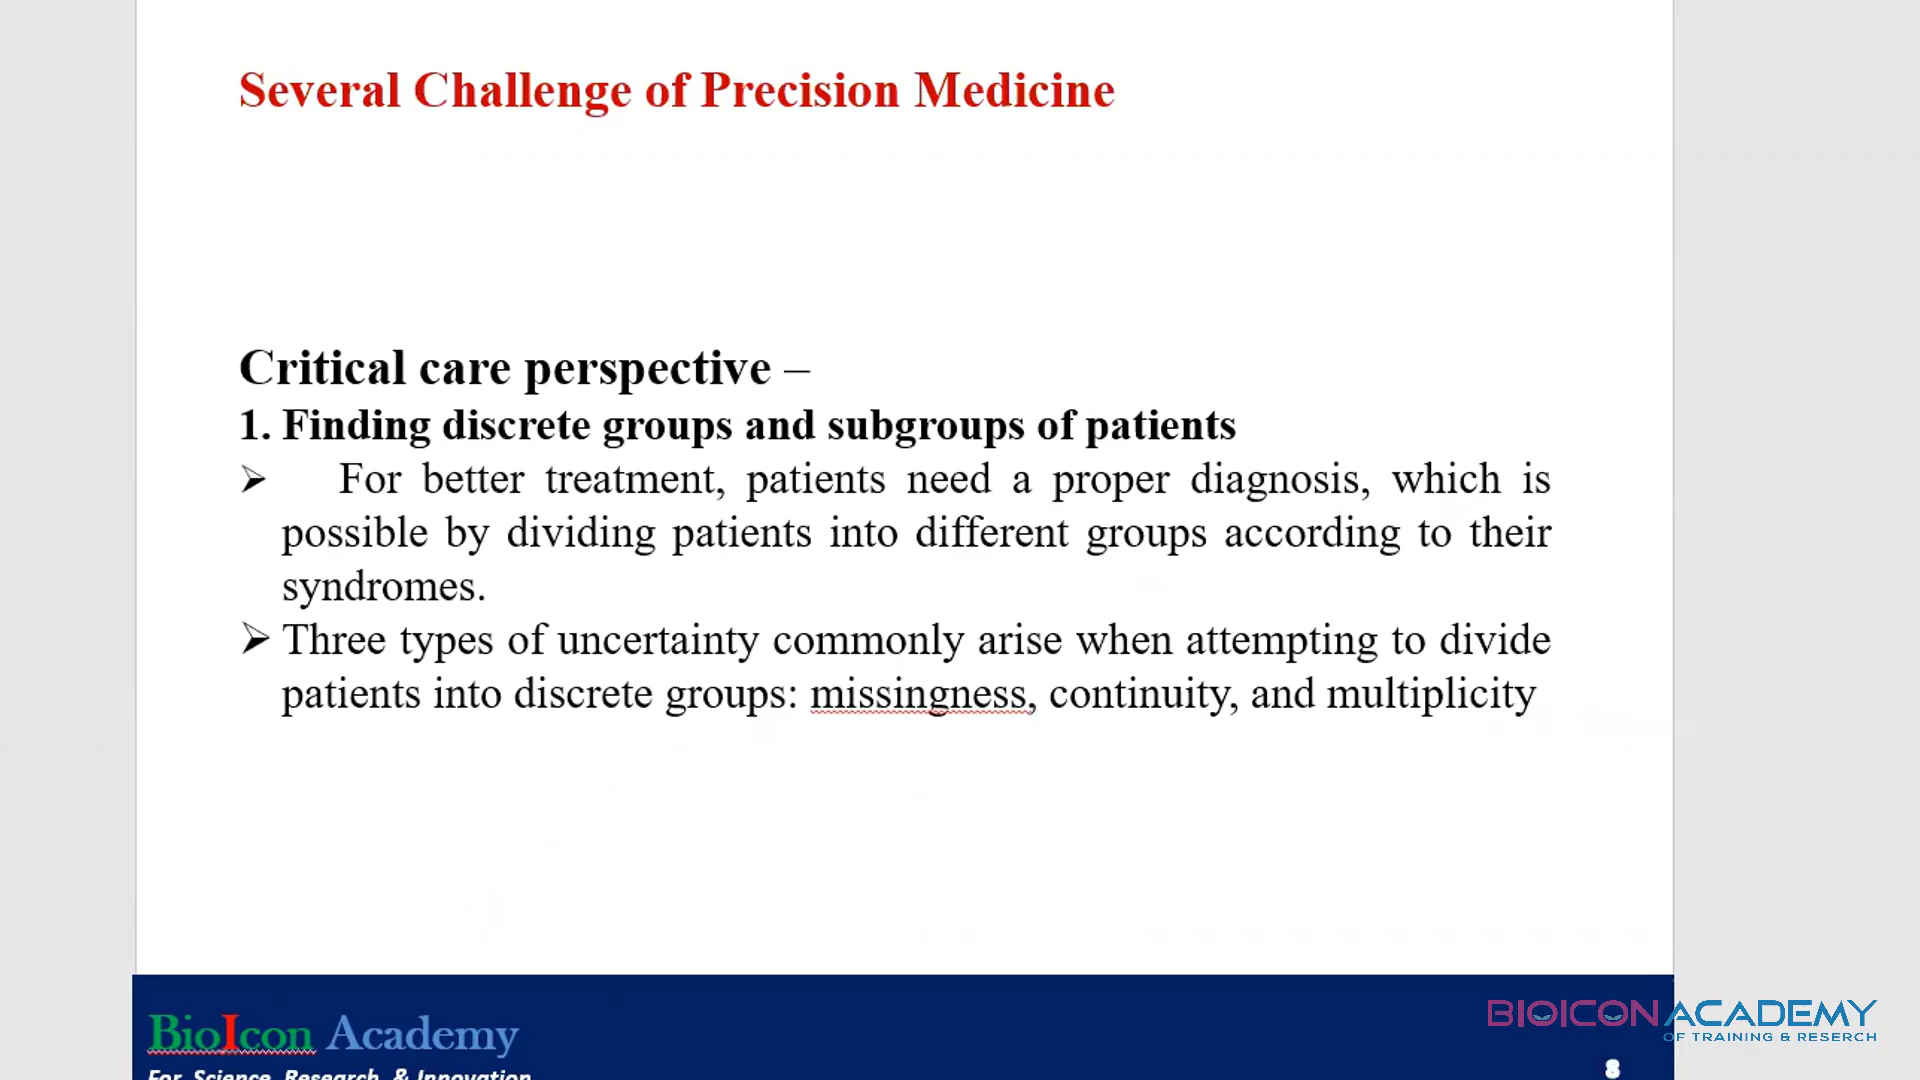 Several Challenge of Precision Medicine
Critical care perspective –
1. Finding discrete groups and subgroups of patients
➢ For better treatment, patients need a proper diagnosis, which is
possible by dividing patients into different groups according to their
syndromes.
➢ Three types of uncertainty commonly arise when attempting to divide
patients into discrete groups: missingness, continuity, and multiplicity
BioIcon Academy
For Science, Research, & Innovation
BIOICON ACADEMY
OF TRAINING & RESERCH
8